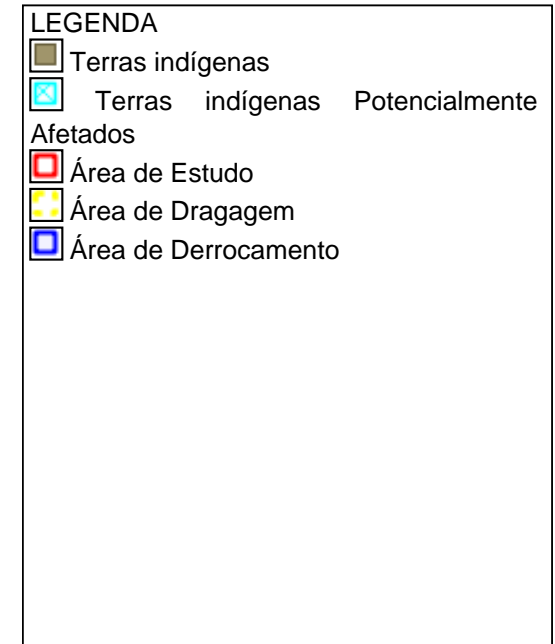 LEGENDA
Terras indígenas
Terras indígenas Potencialmente
Afetados
Área de Estudo
Área de Dragagem
Área de Derrocamento